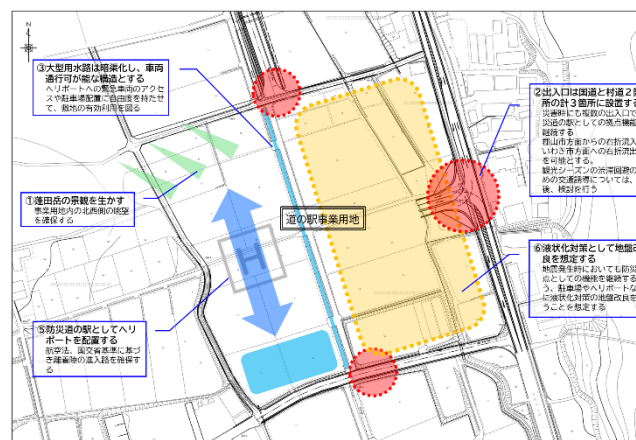 N
③大型用水路は暗渠化し、車両
通行可が能な構造とする
ヘリポートへの緊急車両のアクセ
スや駐車場配置に自由度を持たせ
て、敷地の有効利用を図る
②出入口は国道と村道２箇
所の計３箇所に設置する
災害時にも複数の出入口で
災道の駅としての拠点機能
継続する
郡山市方面からの右折流入
いわき市方面への右折流出
を可能とする。
観光シーズンの渋滞回避の
めの交通誘導については、
後、検討を行う
①蓬田岳の景観を生かす
事業用地内の北西側の眺望
を確保する
道の駅事業用地
H
⑥液状化対策として地盤改
良を想定する
地震発生時においても防災
点としての機能を継続する
う、駐車場やヘリポートな
に液状化対策の地盤改良を
うことを想定する
⑤防災道の駅としてヘリ
ポートを配置する
航空法、国交省基準に基づ
き離着陸の進入路を確保す
る